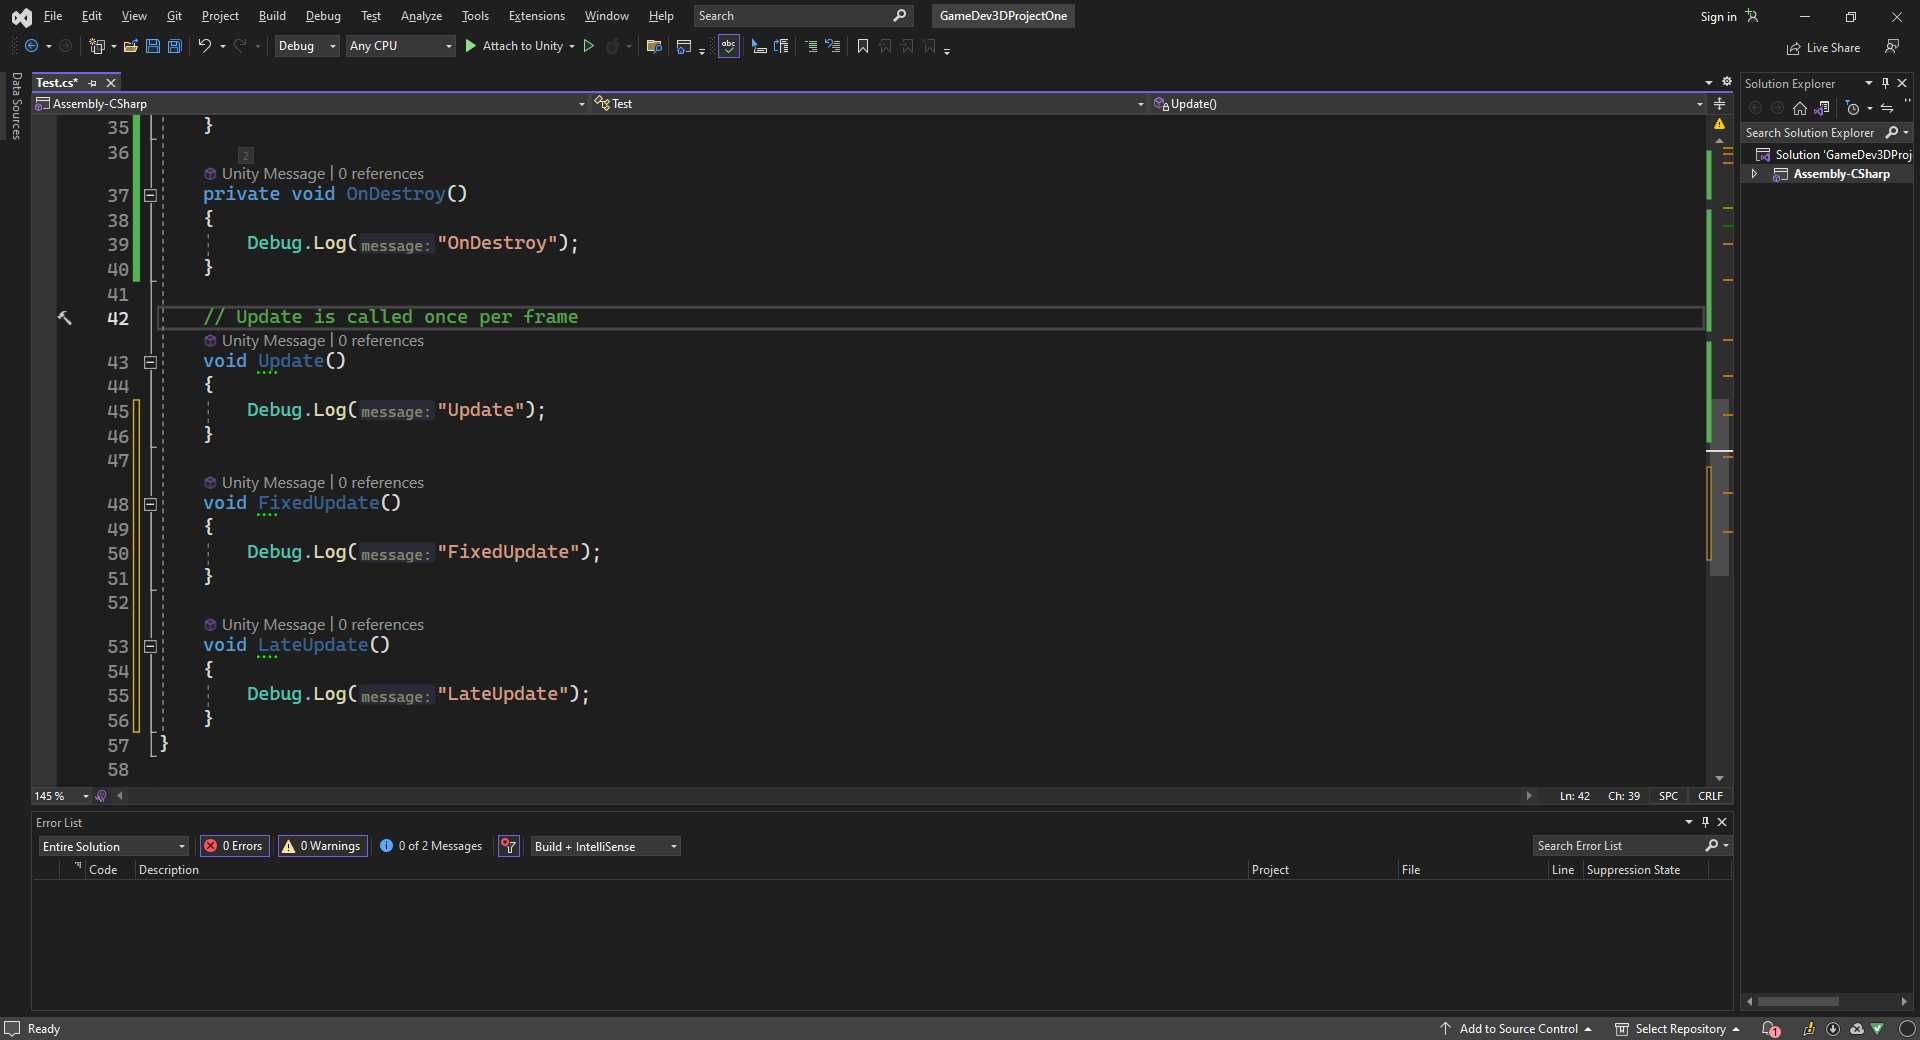 File Edit View Git Project Build Debug Test Analyze Tools Extensions Window Help Search GameDev3DProjectOne Sign in
Debug Any CPU Attach to Unity abc Live Share
Data Sources
Test.cs*
Assembly-CSharp Test Update()
35 }
36 2
Unity Message | 0 references
37 private void OnDestroy()
38 {
39 Debug.Log(message: "OnDestroy");
40 }
41
42 // Update is called once per frame
Unity Message | 0 references
43 void Update()
44 {
45 Debug.Log(message: "Update");
46 }
47
Unity Message | 0 references
48 void FixedUpdate()
49 {
50 Debug.Log(message: "FixedUpdate");
51 }
52
Unity Message | 0 references
53 void LateUpdate()
54 {
55 Debug.Log(message: "LateUpdate");
56 }
57 }
58
145 % Ln: 42 Ch: 39 SPC CRLF
Solution Explorer
Search Solution Explorer
Solution 'GameDev3DProj
Assembly-CSharp
Error List
Entire Solution 0 Errors 0 Warnings 0 of 2 Messages Build + IntelliSense Search Error List
Code Description Project File Line Suppression State
Ready Add to Source Control Select Repository 1